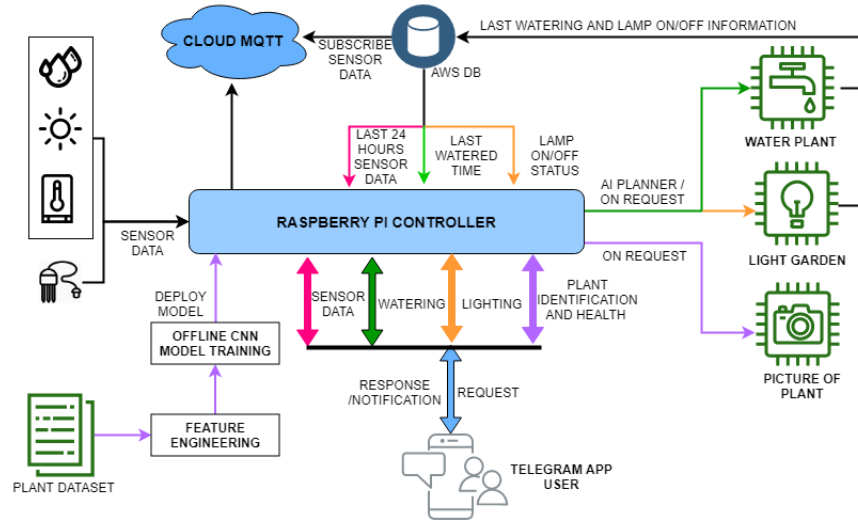 LAST WATERING AND LAMP ON/OFF INFORMATION
CLOUD MQTT
SUBSCRIBE
SENSOR
DATA
AWS DB
WATER PLANT
LAST 24
HOURS
SENSOR
DATA
LAST
WATERED
TIME
LAMP
ON/OFF
STATUS
AI PLANNER /
ON REQUEST
RASPBERRY PI CONTROLLER
SENSOR
DATA
LIGHT GARDEN
ON REQUEST
DEPLOY
MODEL
SENSOR
DATA
WATERING
LIGHTING
PLANT
IDENTIFICATION
AND HEALTH
OFFLINE CNN
MODEL TRAINING
PICTURE OF
PLANT
RESPONSE
/NOTIFICATION
REQUEST
FEATURE
ENGINEERING
PLANT DATASET
TELEGRAM APP
USER